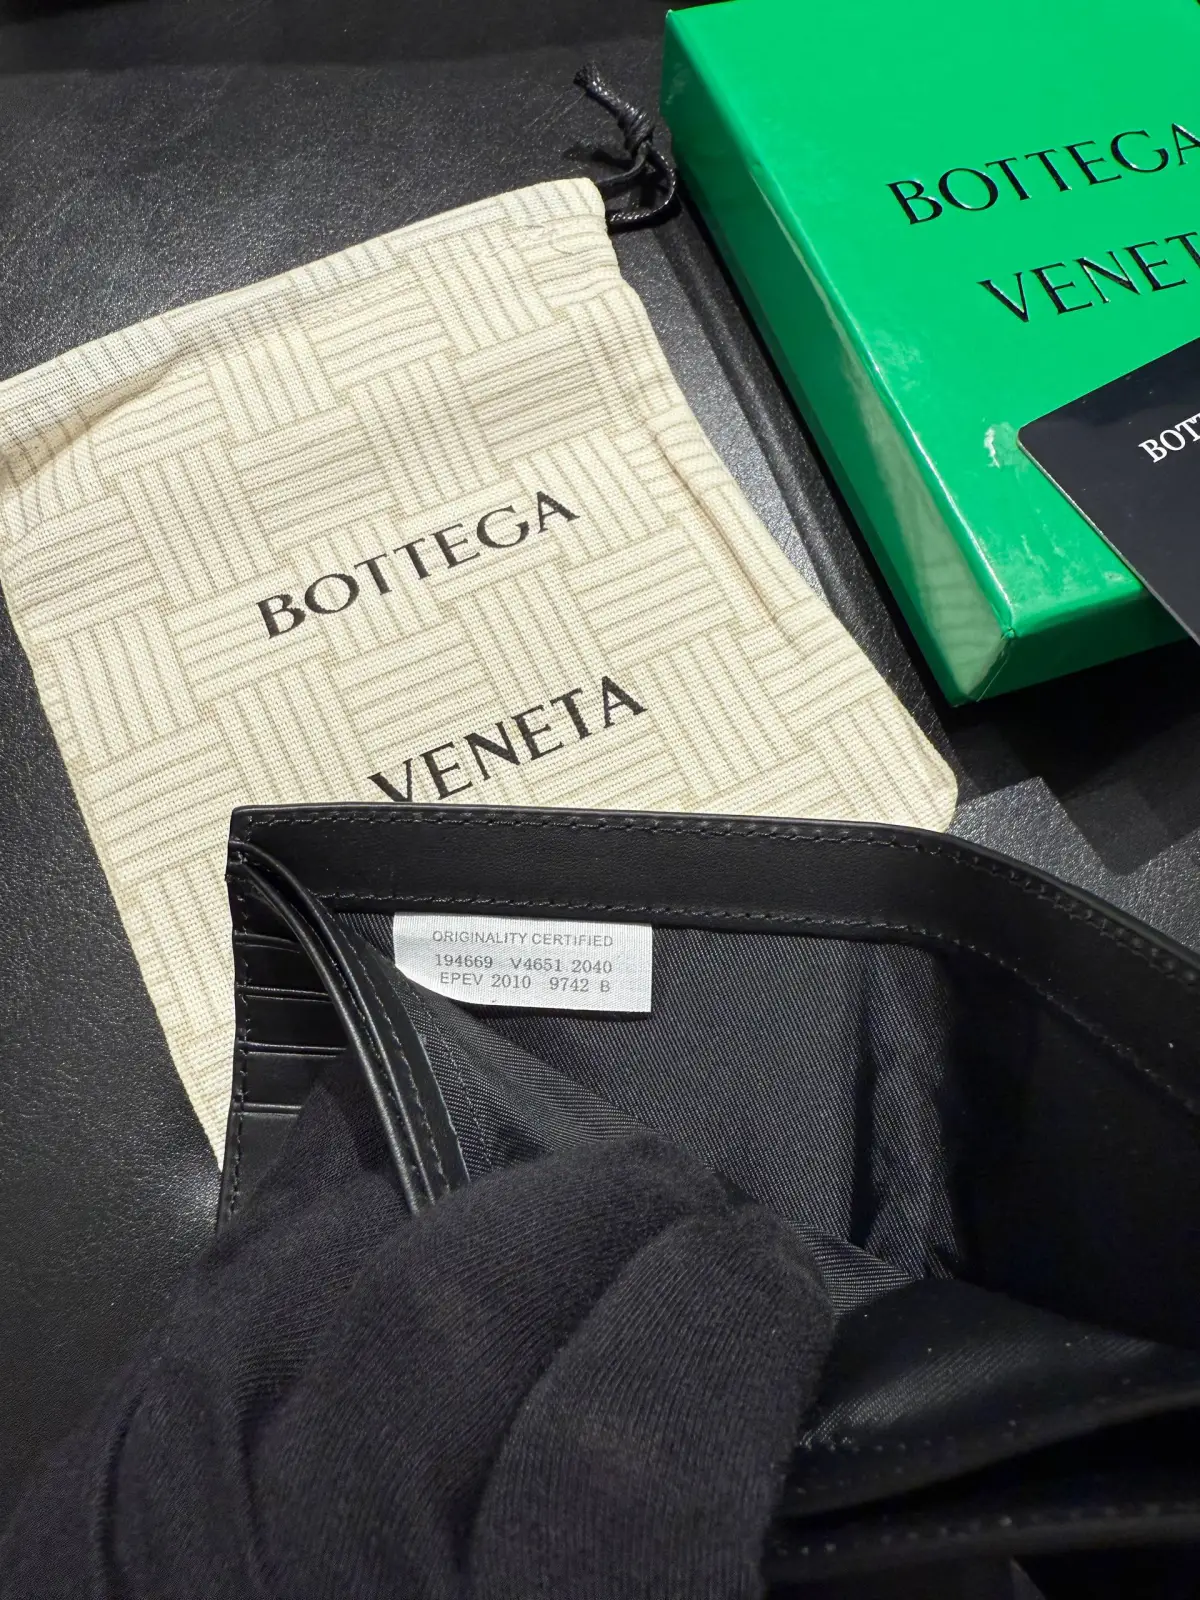 BOTTEGA
VENETA
BOTTEGA
VENETA
ORIGINALITY CERTIFIED
194669 V4651 2040
EPEV 2010 9742 B